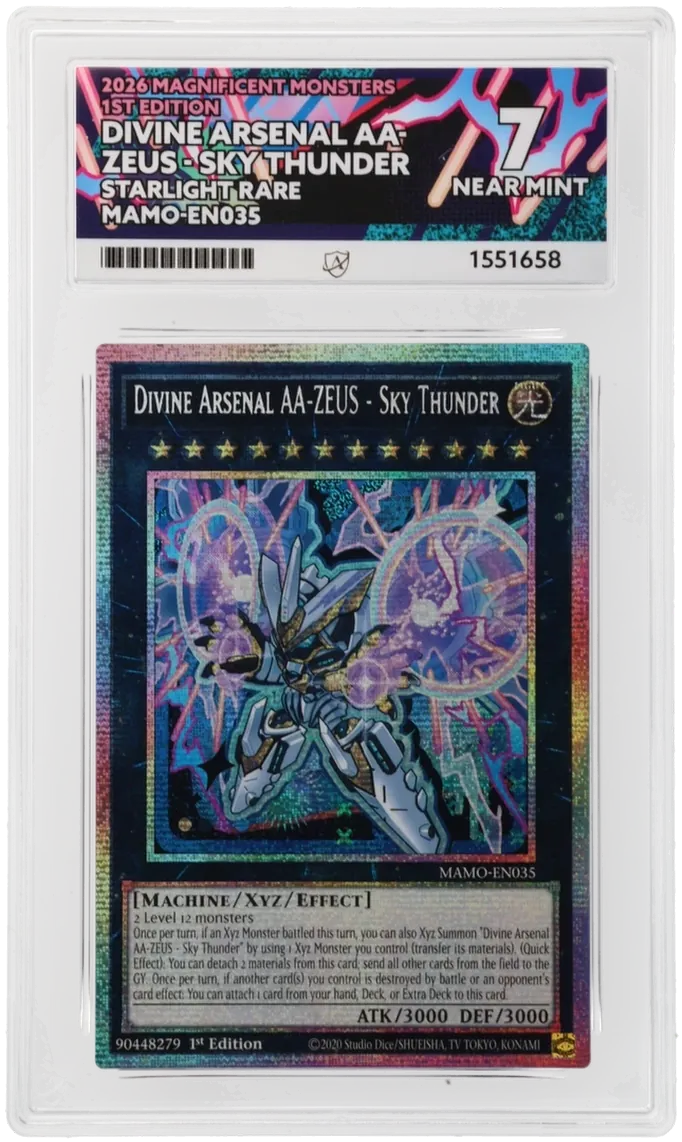 2026 MAGNIFICENT MONSTERS
1ST EDITION
DIVINE ARSENAL AA-
ZEUS - SKY THUNDER
STARLIGHT RARE
MAMO-EN035
7
NEAR MINT
1551658
DIVINE ARSENAL AA-ZEUS - SKY THUNDER
光
MAMO-EN035
[MACHINE/XYZ/EFFECT]
2 Level 12 monsters
Once per turn, if an Xyz Monster battled this turn, you can also Xyz Summon "Divine Arsenal
AA-ZEUS - Sky Thunder" by using 1 Xyz Monster you control (transfer its materials). (Quick
Effect): You can detach 2 materials from this card; send all other cards from the field to the
GY. Once per turn, if another card(s) you control is destroyed by battle or an opponent's
card effect: You can attach 1 card from your hand, Deck, or Extra Deck to this card.
ATK/3000 DEF/3000
90448279 1st Edition ©2020 Studio Dice/SHUEISHA, TV TOKYO, KONAMI